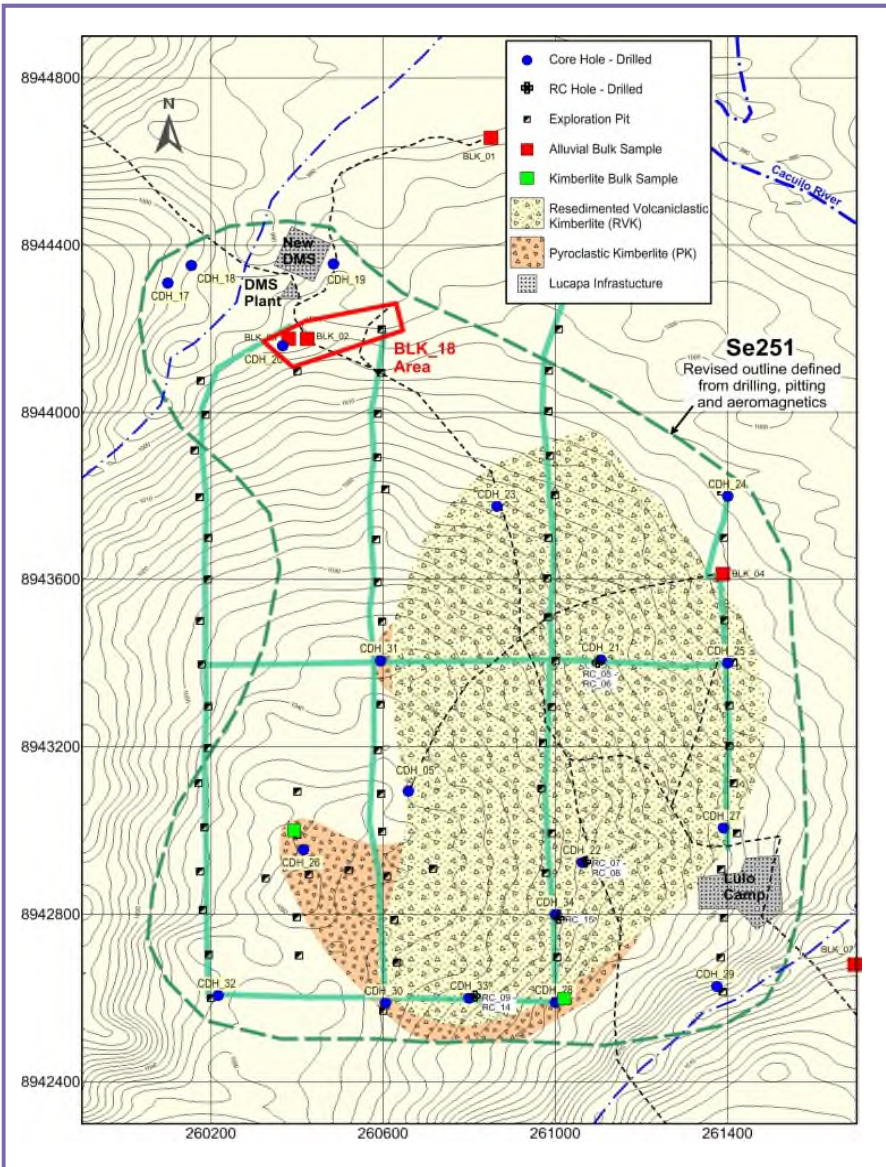 8944800
8944400
8944000
8943600
8943200
8942800
8942400
260200
260600
261000
261400
N
Core Hole - Drilled
RC Hole - Drilled
Exploration Pit
Alluvial Bulk Sample
Kimberlite Bulk Sample
Resedimented Volcaniclastic
Kimberlite (RVK)
Pyroclastic Kimberlite (PK)
Lucapa Infrastucture
Cacuilo River
BLK_01
New
DMS
CDH_18
CDH_17
CDH_19
DMS
Plant
BLK_02
CDH_20
BLK_18
Area
Se251
Revised outline defined
from drilling, pitting
and aeromagnetics
CDH_23
CDH_24
BLK_04
CDH_31
CDH_21
RC_05 -
RC_06
CDH_25
CDH_05
CDH_27
CDH_26
CDH_22
RC_07 -
RC_08
Lulo
Camp
CDH_34
RC_15
BLK_07
CDH_32
CDH_30
CDH_33
RC_09 -
RC_14
CDH_28
CDH_29